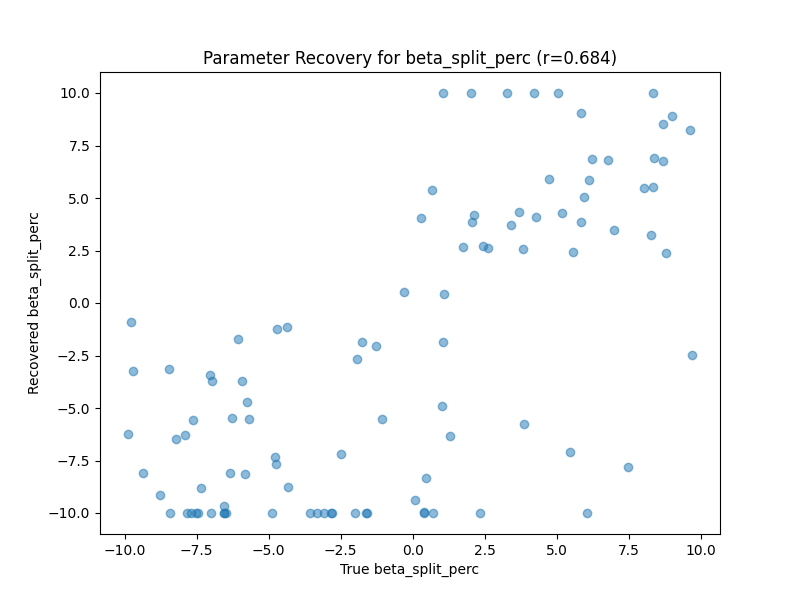 Parameter Recovery for beta_split_perc (r=0.684)
10.0
7.5
5.0
2.5
0.0
−2.5
−5.0
−7.5
−10.0
Recovered beta_split_perc
−10.0 −7.5 −5.0 −2.5 0.0 2.5 5.0 7.5 10.0
True beta_split_perc